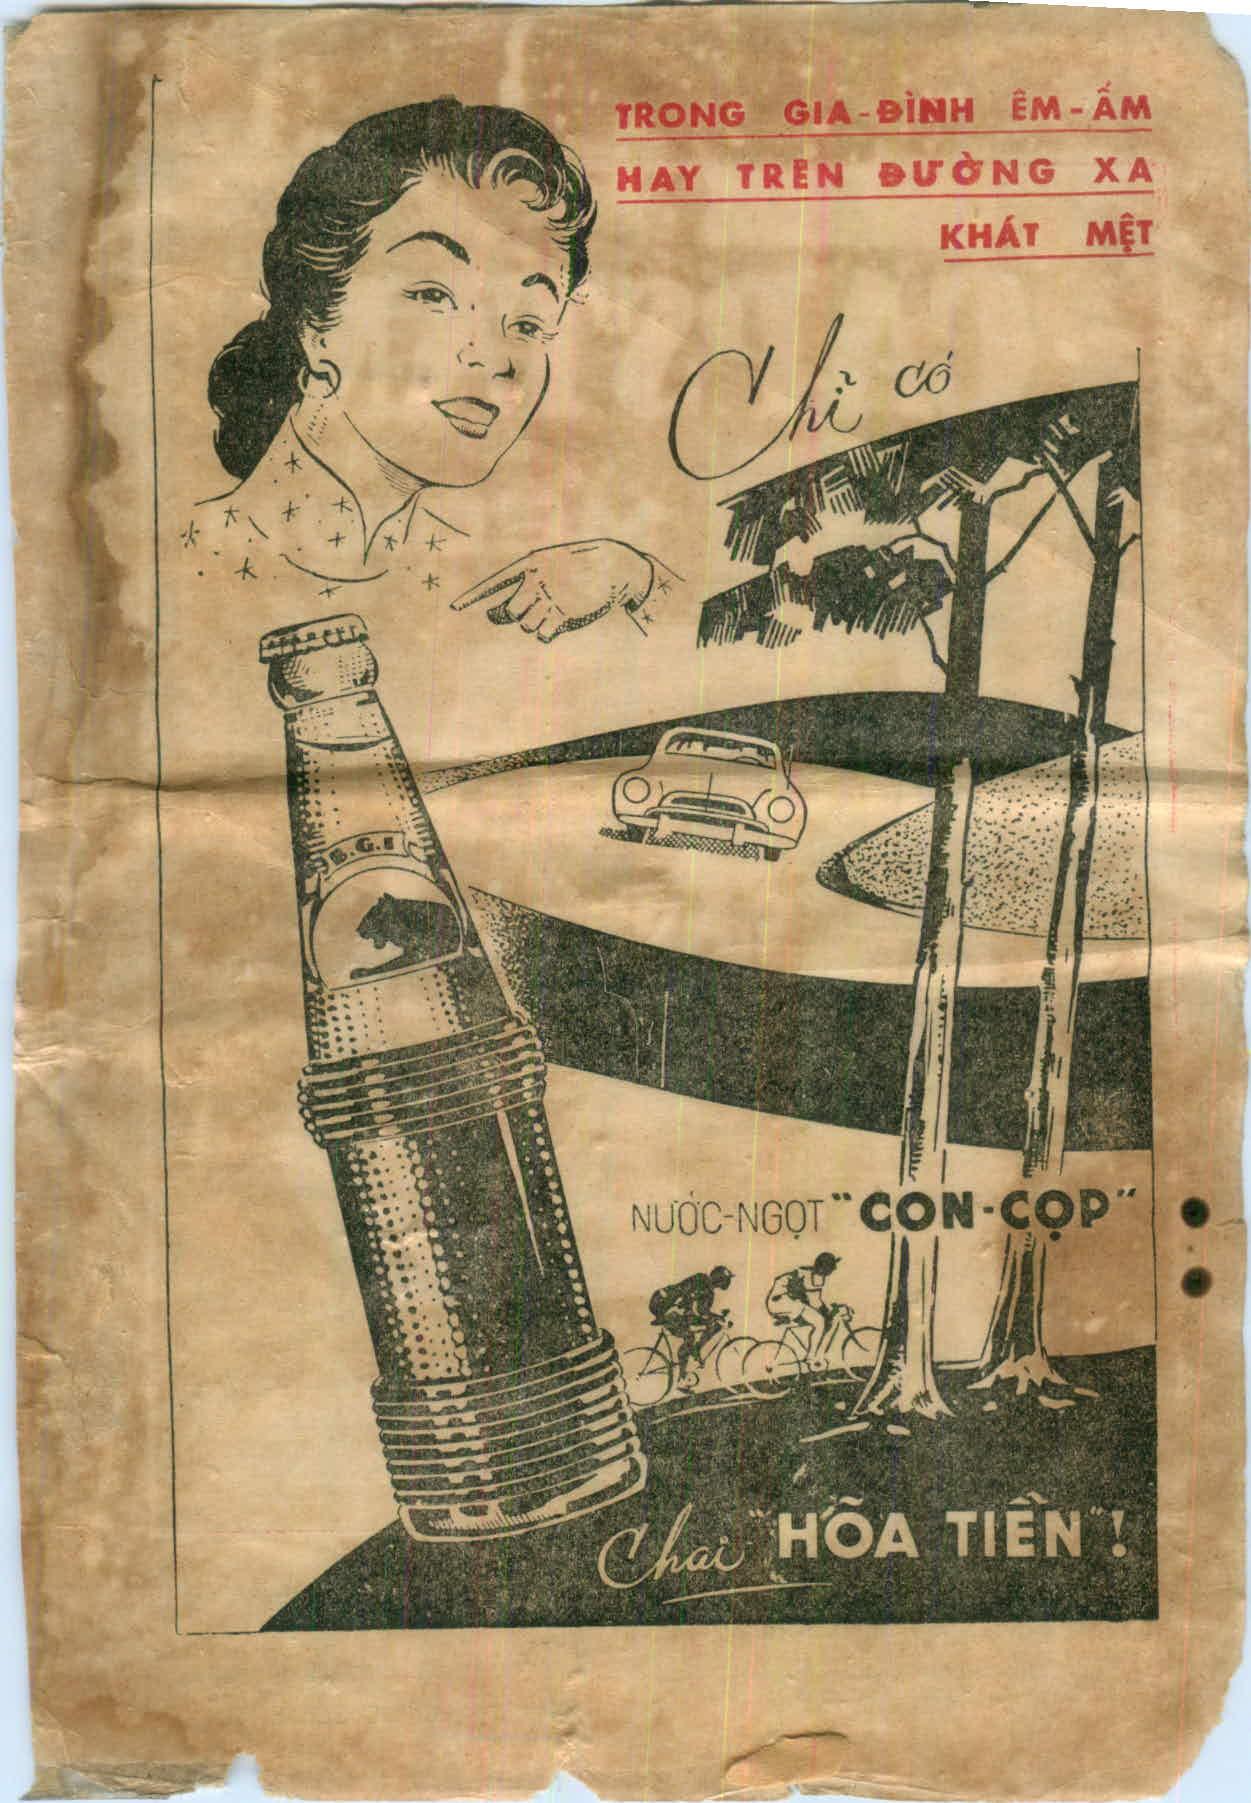 TRONG GIA-ĐÌNH ÊM-ẤM
HAY TRÊN ĐƯỜNG XA
KHÁT MỆT
Chỉ có
B.G.I
NƯỚC-NGỌT "CON-CỌP"
Chai "HỎA TIỄN"!